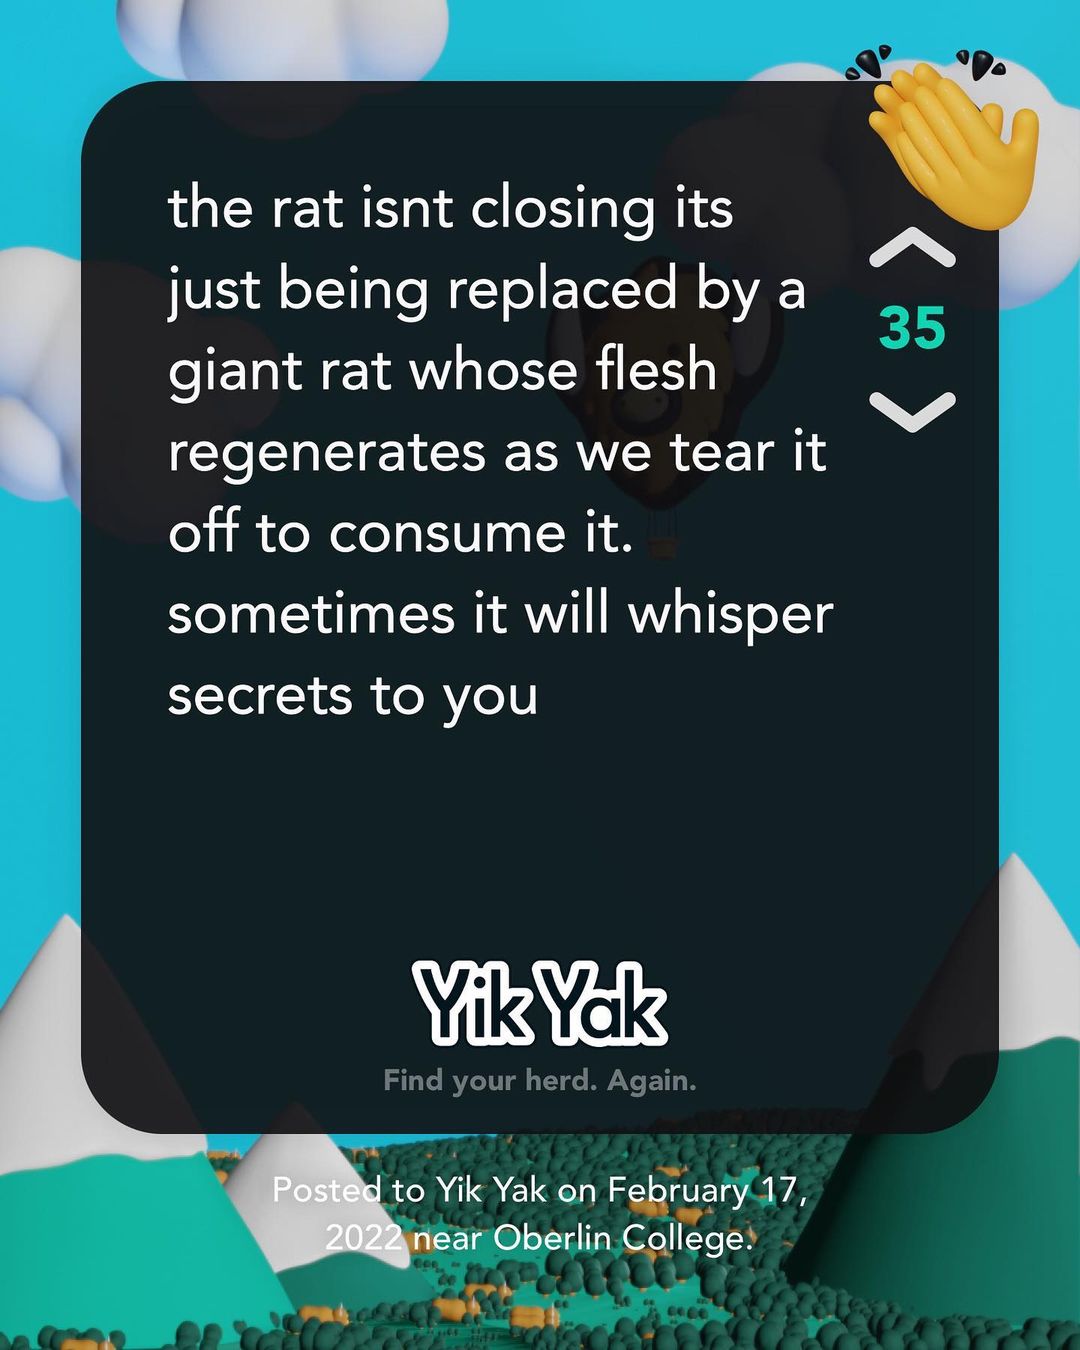 the rat isnt closing its
just being replaced by a
giant rat whose flesh
regenerates as we tear it
off to consume it.
sometimes it will whisper
secrets to you
35
Yik Yak
Find your herd. Again.
Posted to Yik Yak on February 17,
2022 near Oberlin College.